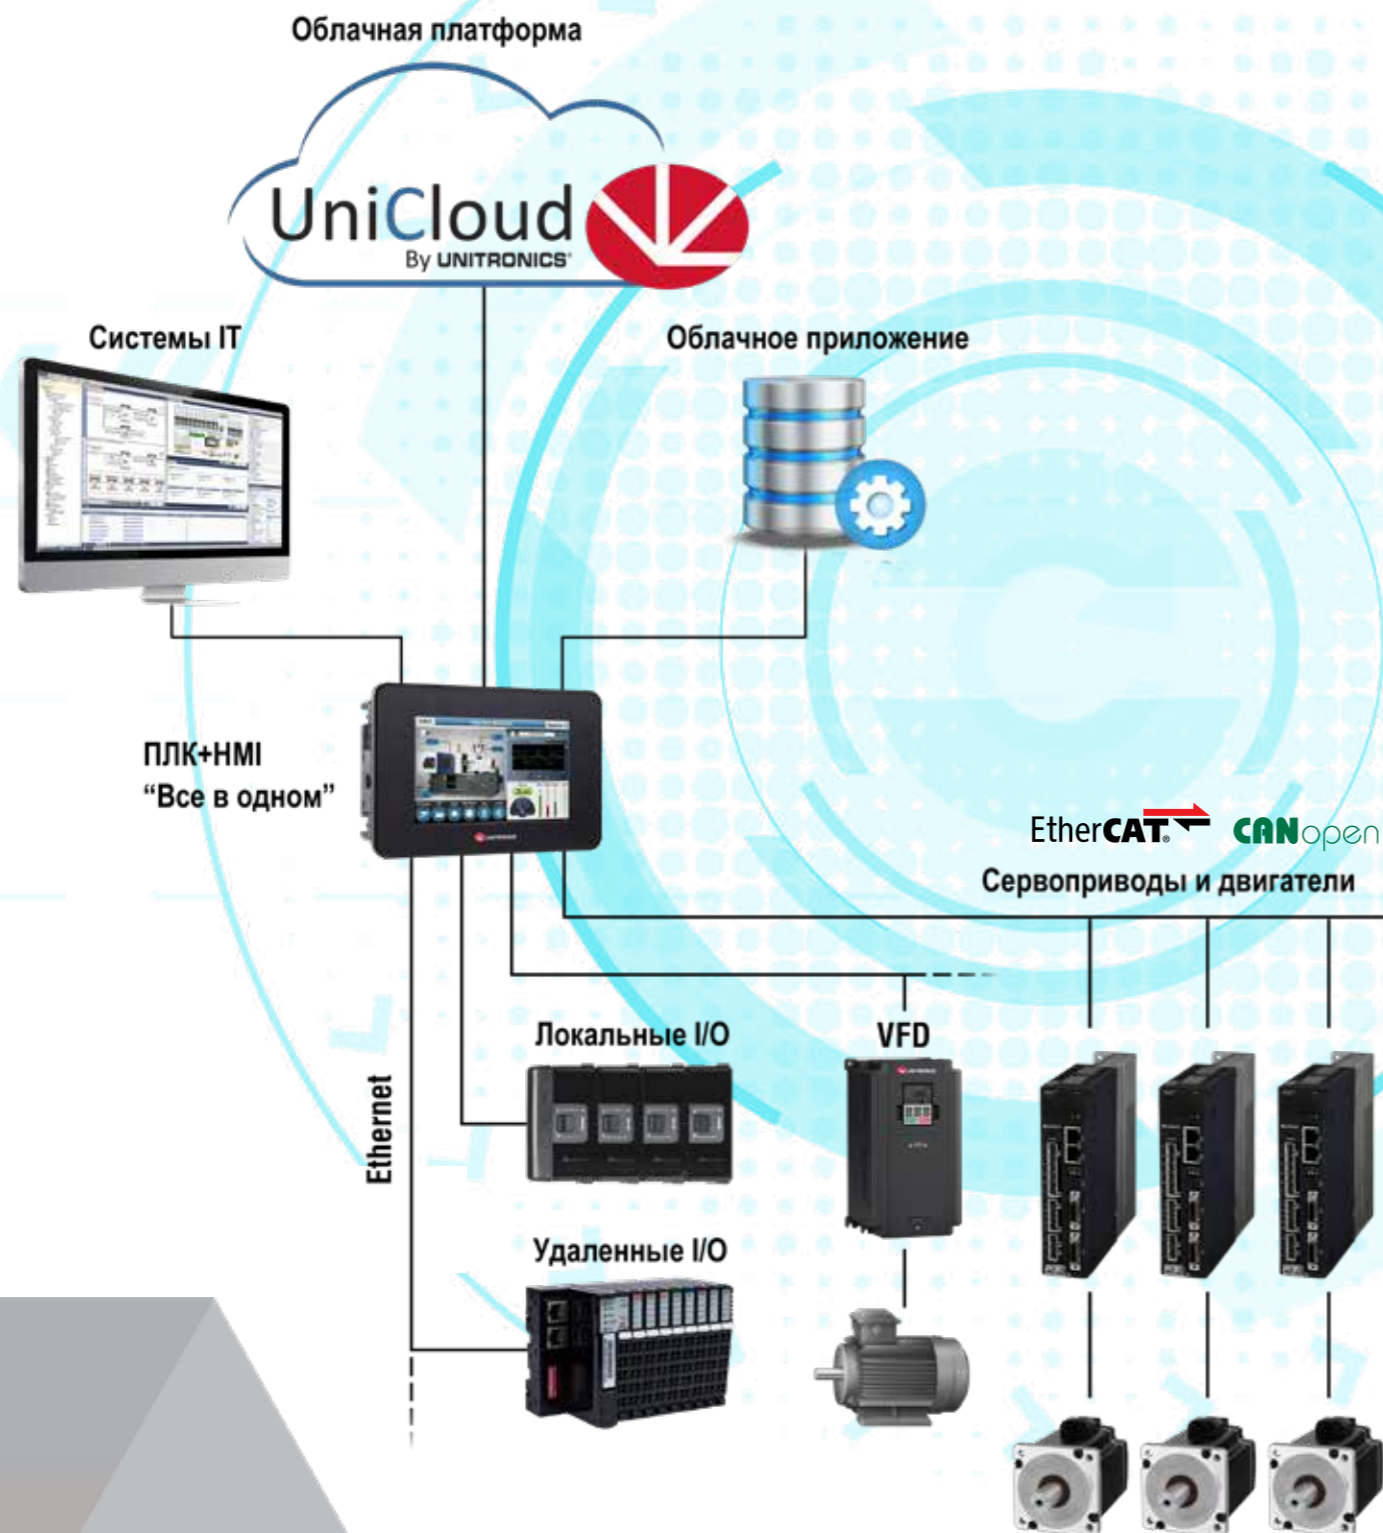 Облачная платформа
UniCloud
By UNITRONICS®
Системы IT
Облачное приложение
ПЛК+HMI
“Все в одном”
EtherCAT® CANopen
Сервоприводы и двигатели
Ethernet
Локальные I/O
VFD
Удаленные I/O